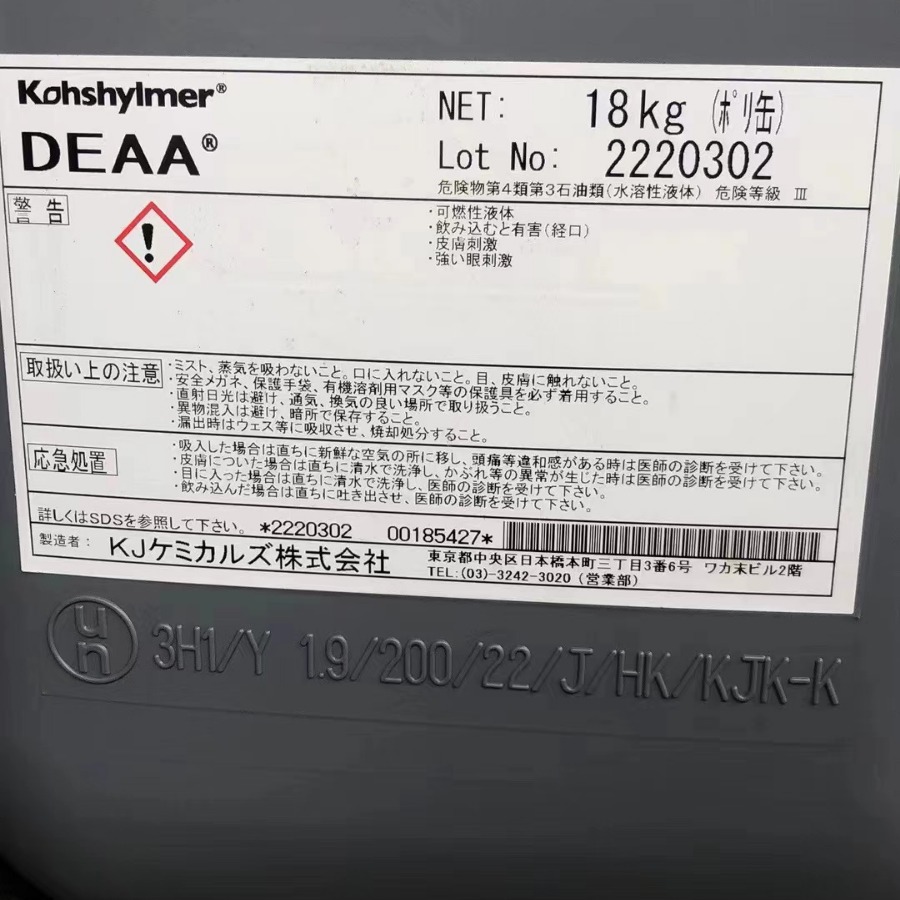 Kohshylmer®
DEAA®
NET: 18kg (ポリ缶)
Lot No: 2220302
危険物第4類第3石油類(水溶性液体) 危険等級 Ⅲ
警告
・可燃性液体
・飲み込むと有害(経口)
・皮膚刺激
・強い眼刺激
取扱い上の注意
・ミスト、蒸気を吸わないこと。口に入れないこと。目、皮膚に触れないこと。
・安全メガネ、保護手袋、有機溶剤用マスク等の保護具を必ず着用すること。
・直射日光は避け、通気、換気の良い場所で取り扱うこと。
・異物混入は避け、暗所で保存すること。
・漏出時はウェス等に吸収させ、焼却処分すること。
応急処置
・吸入した場合は直ちに新鮮な空気の所に移し、頭痛等違和感がある時は医師の診断を受けて下さい。
・皮膚についた場合は直ちに清水で洗浄し、かぶれ等の異常が生じた時は医師の診断を受けて下さい。
・目に入った場合は直ちに清水で洗浄し、医師の診断を受けて下さい。
・飲み込んだ場合は直ちに吐き出させ、医師の診断を受けて下さい。
詳しくはSDSを参照して下さい。 *2220302 00185427*
製造者: KJケミカルズ株式会社
東京都中央区日本橋本町三丁目3番6号 ワカ末ビル2階
TEL:(03)-3242-3020(営業部)
un 3H1/Y 1.9/200/22/J/HK/KJK-K